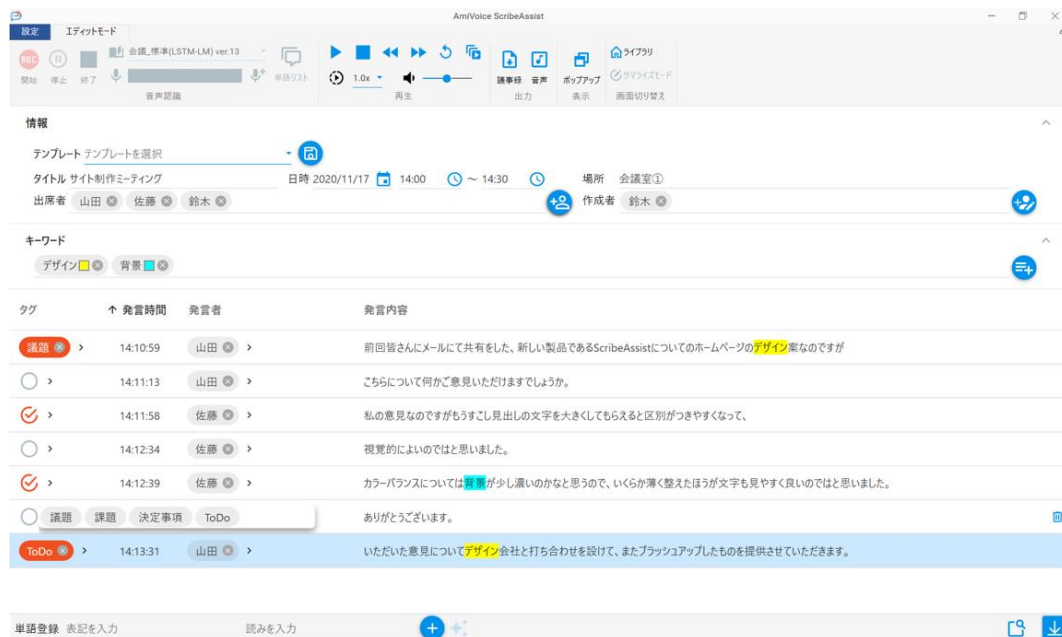 AmiVoice ScribeAssist
設定 エディットモード
REC 会議_標準(LSTM-LM) ver.13
開始 停止 終了 単語リスト
音声認識
1.0x
再生
議事録 音声
出力
ポップアップ
表示
ライブラリ
サマライズモード
画面切り替え
情報
テンプレート テンプレートを選択
タイトル サイト制作ミーティング 日時 2020/11/17 14:00 ～ 14:30 場所 会議室①
出席者 山田 佐藤 鈴木 作成者 鈴木
キーワード
デザイン 背景
タグ ↑ 発言時間 発言者 発言内容
議題 14:10:59 山田 前回皆さんにメールにて共有をした、新しい製品であるScribeAssistについてのホームページのデザイン案なのですが
14:11:13 山田 こちらについて何かご意見いただけますでしょうか。
14:11:58 佐藤 私の意見なのですがもうすこし見出しの文字を大きくしてもらえると区別がつきやすくなって、
14:12:34 佐藤 視覚的によいのではと思いました。
14:12:39 佐藤 カラーバランスについては背景が少し濃いのかなと思うので、いくらか薄く整えたほうが文字も見やすく良いのではと思いました。
議題 課題 決定事項 ToDo ありがとうございます。
ToDo 14:13:31 山田 いただいた意見についてデザイン会社と打ち合わせを設けて、またブラッシュアップしたものを提供させていただきます。
単語登録 表記を入力 読みを入力